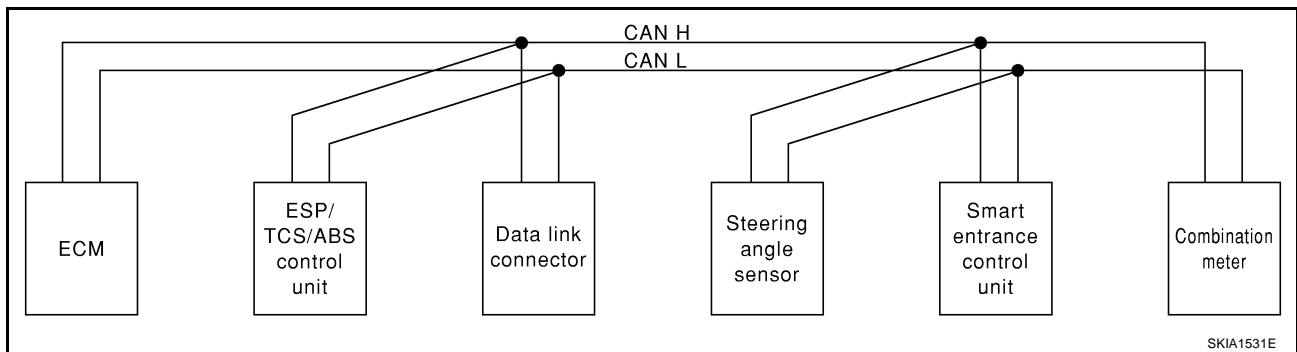 CAN H
CAN L
ECM
ESP/
TCS/ABS
control
unit
Data link
connector
Steering
angle
sensor
Smart
entrance
control
unit
Combination
meter
SKIA1531E